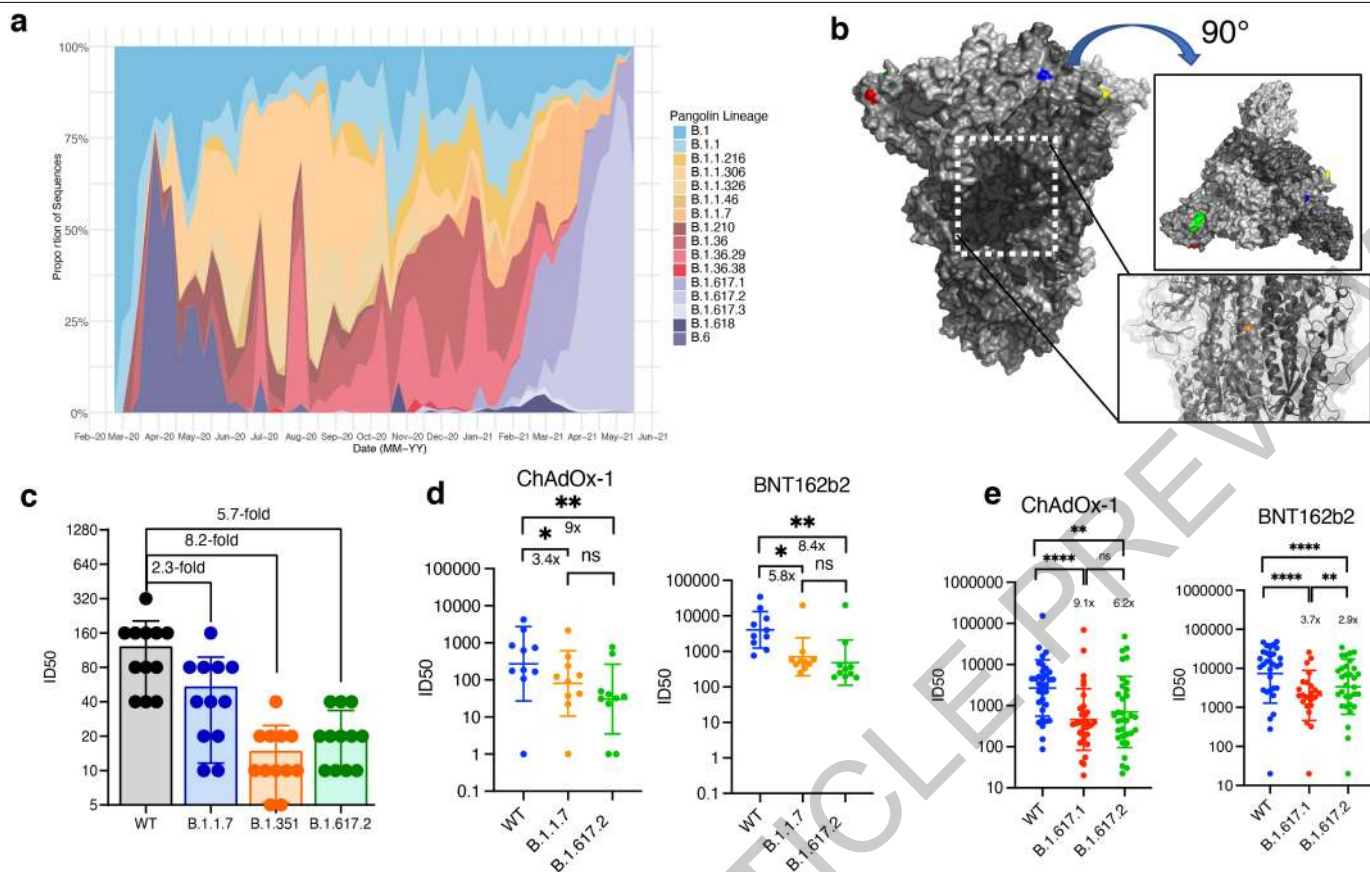 a
100%
75%
50%
25%
0%
Proportion of Sequences
Feb-20 Mar-20 Apr-20 May-20 Jun-20 Jul-20 Aug-20 Sep-20 Oct-20 Nov-20 Dec-20 Jan-21 Feb-21 Mar-21 Apr-21 May-21 Jun-21
Date (MM-YY)
Pangolin Lineage
B.1
B.1.1
B.1.1.216
B.1.1.306
B.1.1.326
B.1.1.46
B.1.1.7
B.1.210
B.1.36
B.1.36.29
B.1.36.38
B.1.617.1
B.1.617.2
B.1.617.3
B.1.618
B.6
b
90°
c
5.7-fold
8.2-fold
2.3-fold
1280
640
320
160
80
40
20
10
5
ID50
WT B.1.1.7 B.1.351 B.1.617.2
d
ChAdOx-1
**
9x
*
ns
3.4x
100000
10000
1000
100
10
1
0.1
ID50
WT
B.1.1.7
B.1.617.2
BNT162b2
**
8.4x
*
ns
5.8x
100000
10000
1000
100
10
1
0.1
ID50
WT
B.1.1.7
B.1.617.2
e
ChAdOx-1
**
****
ns
9.1x 6.2x
1000000
100000
10000
1000
100
10
ID50
WT
B.1.617.1
B.1.617.2
BNT162b2
****
**** **
3.7x 2.9x
1000000
100000
10000
1000
100
10
ID50
WT
B.1.617.1
B.1.617.2
TICLE PREV